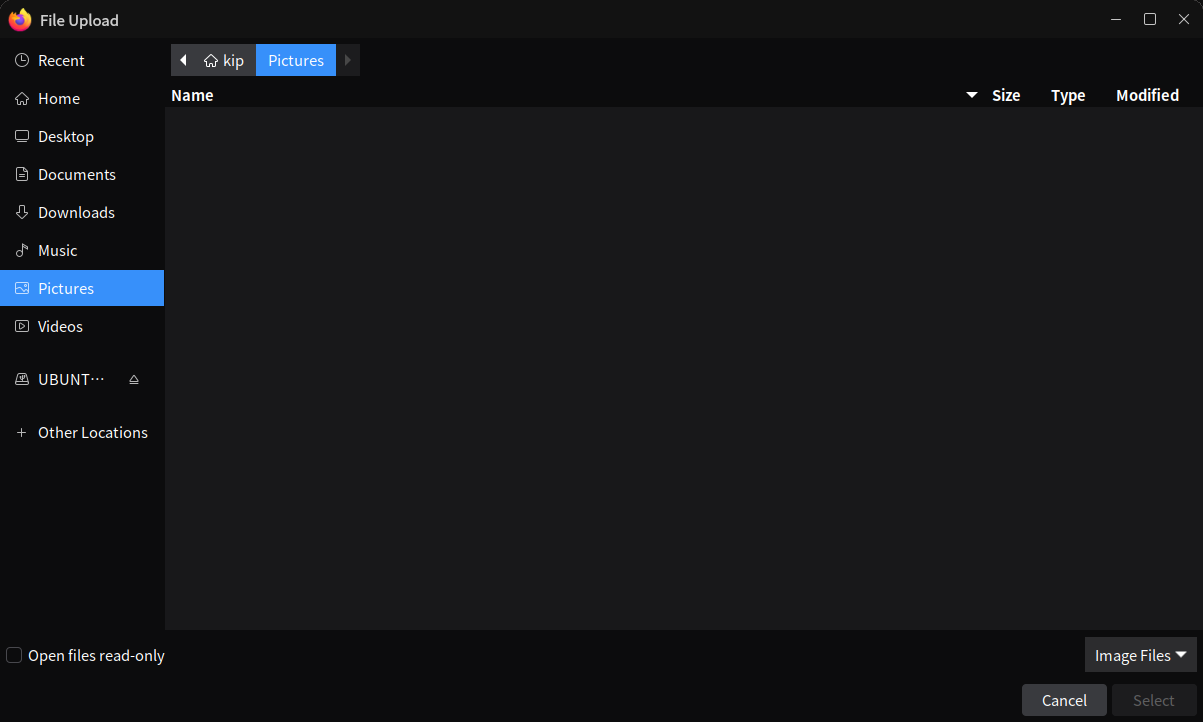 File Upload
Recent
Home
Desktop
Documents
Downloads
Music
Pictures
Videos
UBUNT…
Other Locations
kip Pictures
Name Size Type Modified
Open files read-only
Image Files
Cancel Select